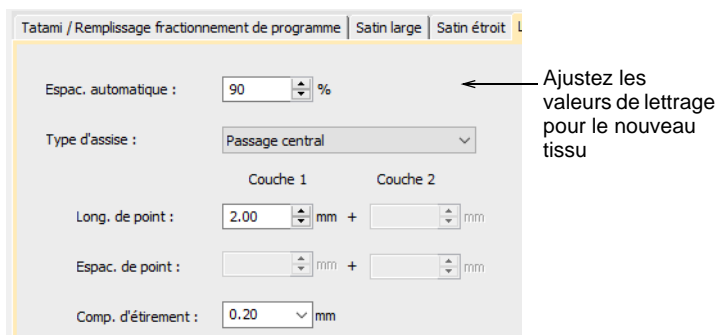 Tatami / Remplissage fractionnement de programme Satin large Satin étroit L
Espac. automatique : 90 %
Ajustez les
valeurs de lettrage
pour le nouveau
tissu
Type d'assise : Passage central
Couche 1 Couche 2
Long. de point : 2.00 mm + mm
Espac. de point : mm + mm
Comp. d'étirement : 0.20 mm